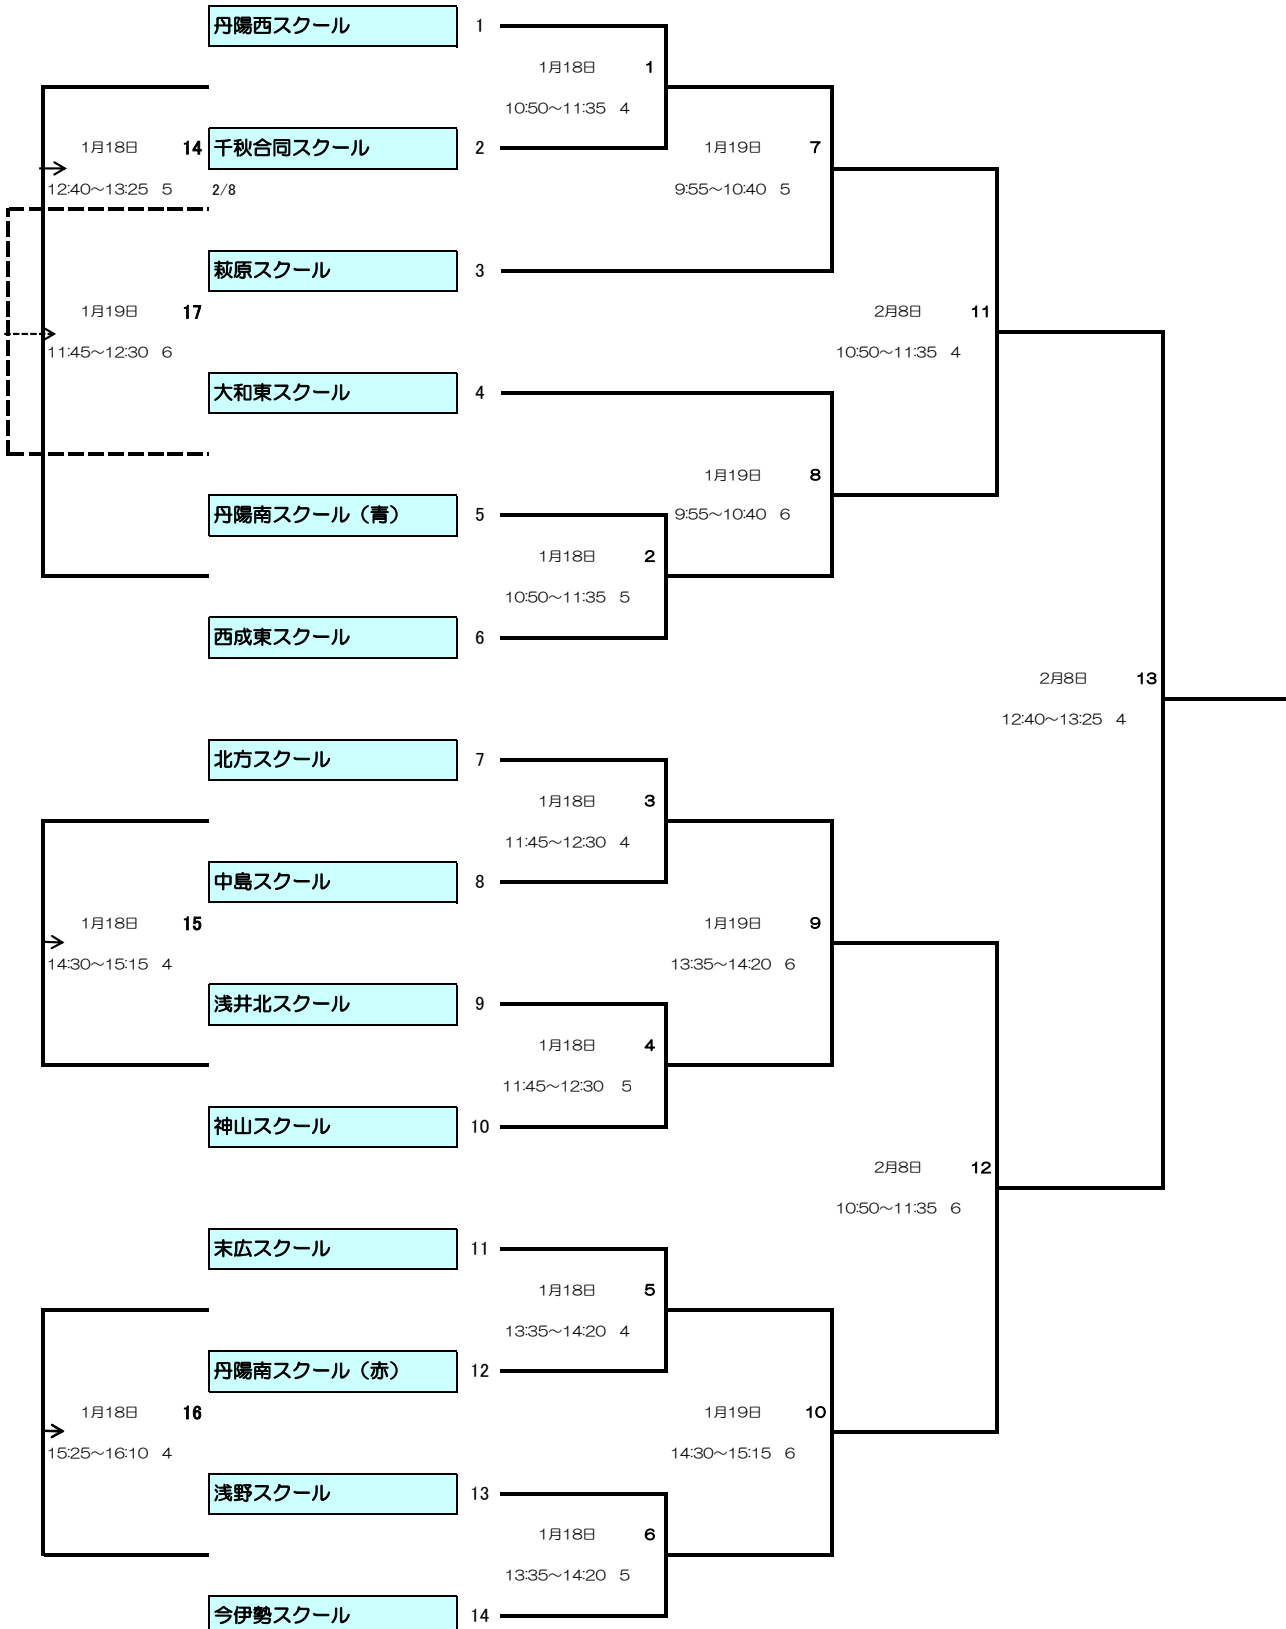 丹陽西スクール 1
1月18日 1
10:50～11:35 4
1月18日 14 千秋合同スクール 2 1月19日 7
12:40～13:25 5 2/8 9:55～10:40 5
萩原スクール 3
1月19日 17 2月8日 11
11:45～12:30 6 10:50～11:35 4
大和東スクール 4
1月19日 8
丹陽南スクール（青） 5 9:55～10:40 6
1月18日 2
10:50～11:35 5
西成東スクール 6
2月8日 13
12:40～13:25 4
北方スクール 7
1月18日 3
11:45～12:30 4
中島スクール 8
1月18日 15 1月19日 9
14:30～15:15 4 13:35～14:20 6
浅井北スクール 9
1月18日 4
11:45～12:30 5
神山スクール 10
2月8日 12
10:50～11:35 6
末広スクール 11
1月18日 5
13:35～14:20 4
丹陽南スクール（赤） 12
1月18日 16 1月19日 10
15:25～16:10 4 14:30～15:15 6
浅野スクール 13
1月18日 6
13:35～14:20 5
今伊勢スクール 14